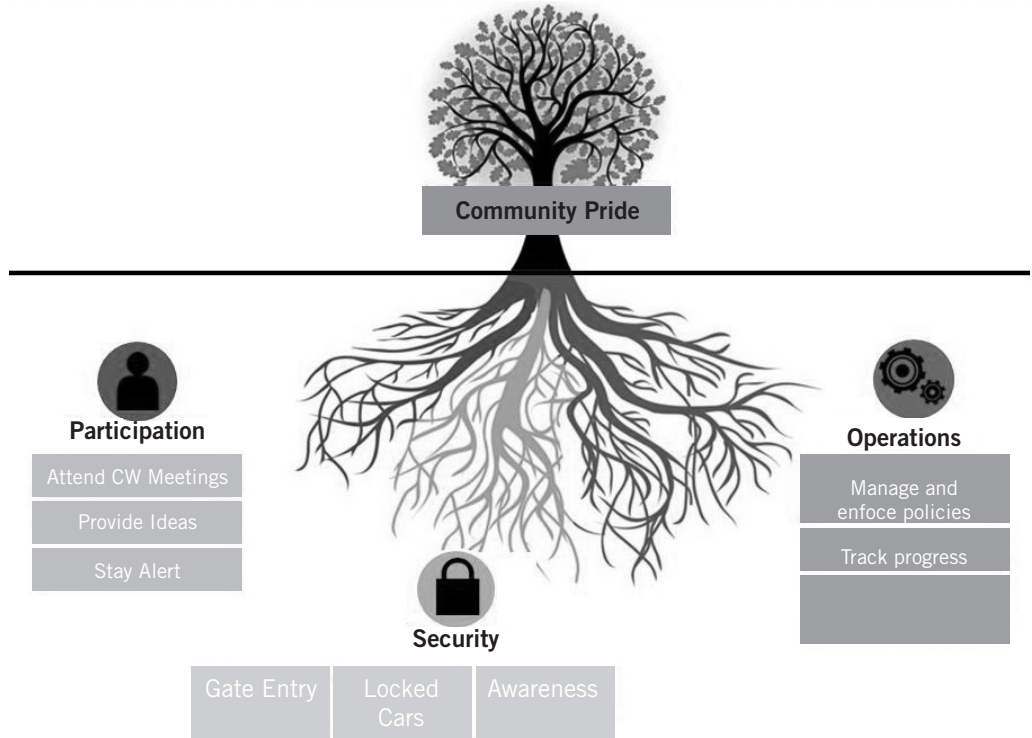 Community Pride
Participation
Attend CW Meetings
Provide Ideas
Stay Alert
Security
Gate Entry
Locked
Cars
Awareness
Operations
Manage and
enfoce policies
Track progress